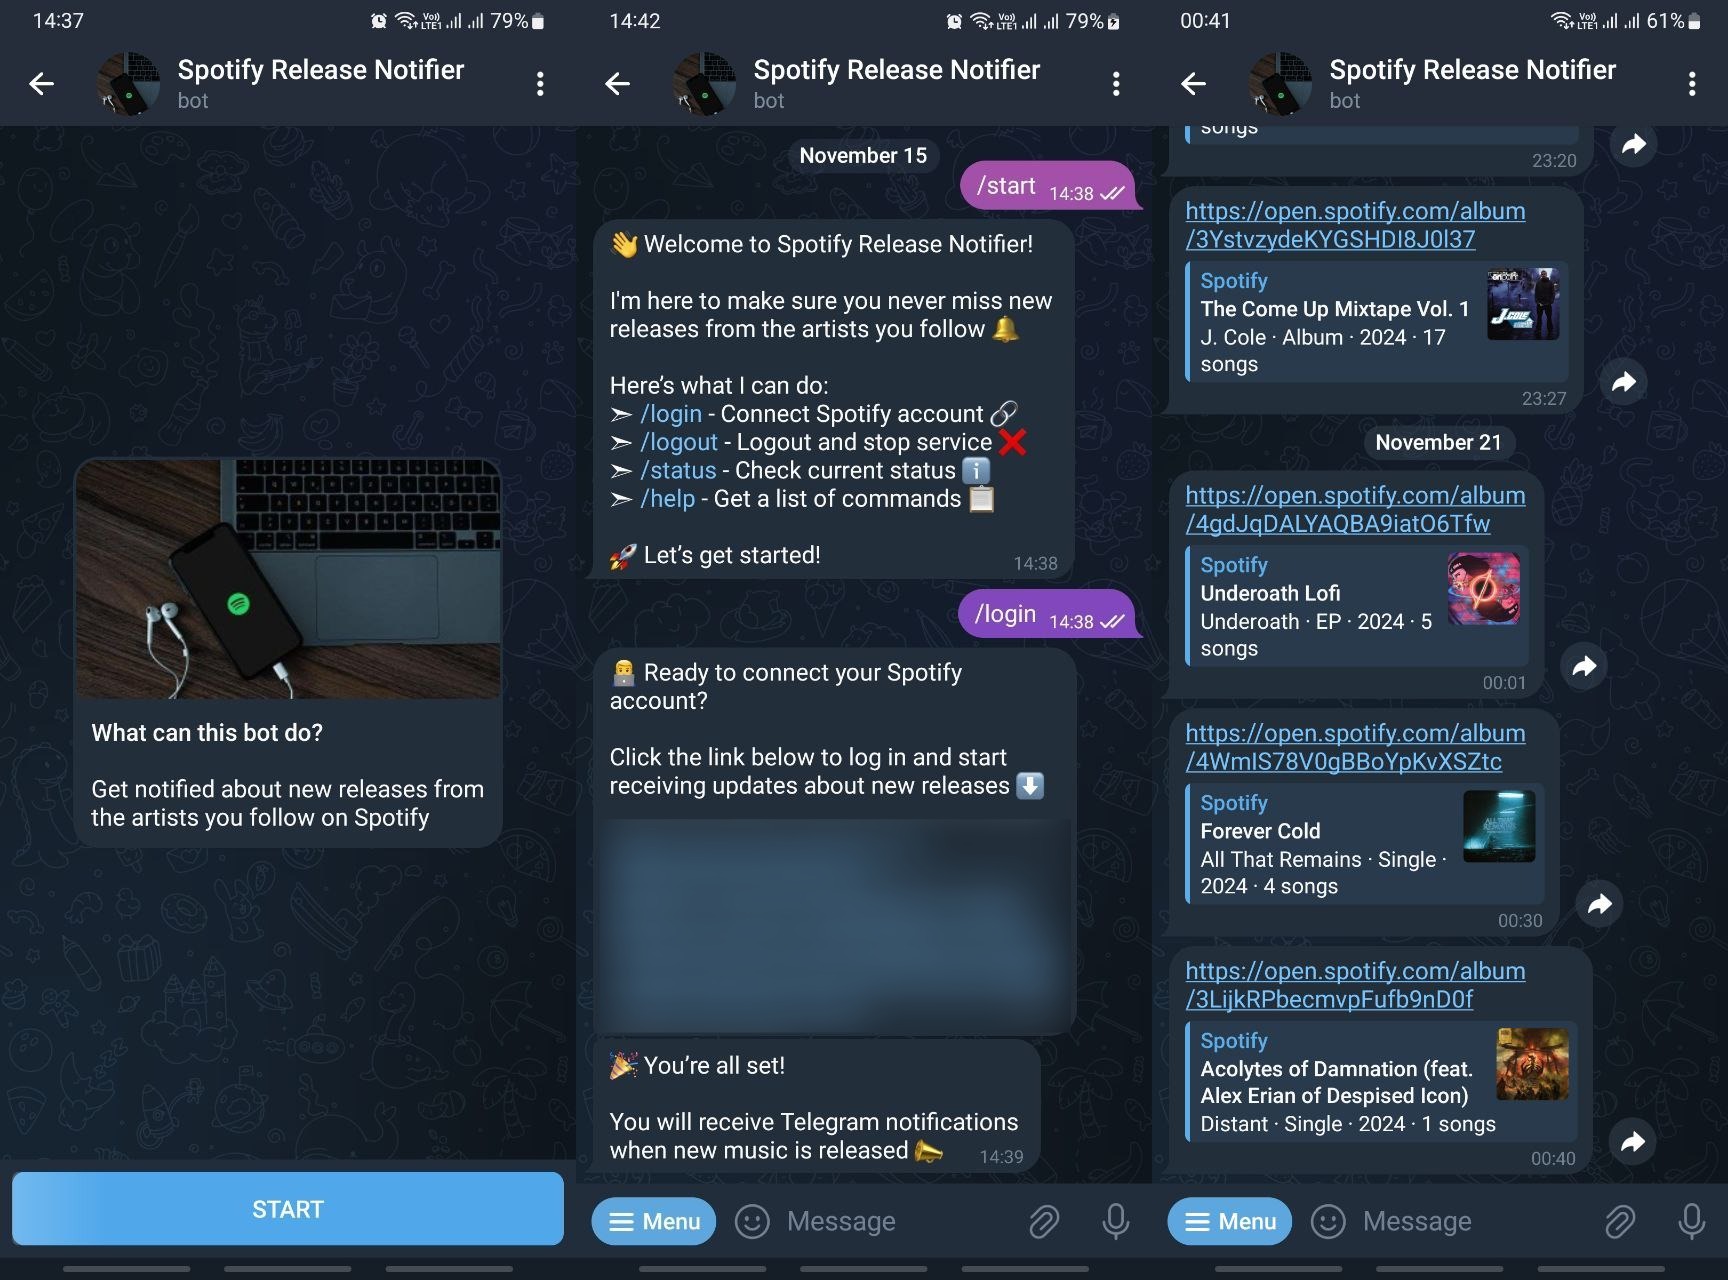 14:37
VoLTE1 79%
Spotify Release Notifier
bot
What can this bot do?
Get notified about new releases from
the artists you follow on Spotify
START
14:42
VoLTE1 79%
Spotify Release Notifier
bot
November 15
/start 14:38
👋 Welcome to Spotify Release Notifier!
I'm here to make sure you never miss new
releases from the artists you follow 🔔
Here’s what I can do:
➣ /login - Connect Spotify account 🔗
➣ /logout - Logout and stop service ❌
➣ /status - Check current status ℹ️
➣ /help - Get a list of commands 📋
🚀 Let’s get started!
14:38
/login 14:38
👨‍💻 Ready to connect your Spotify
account?
Click the link below to log in and start
receiving updates about new releases ⬇️
🎉 You’re all set!
You will receive Telegram notifications
when new music is released 📣 14:39
Menu Message
00:41
VoLTE1 61%
Spotify Release Notifier
bot
songs
23:20
https://open.spotify.com/album
/3YstvzydeKYGSHDI8J0l37
Spotify
The Come Up Mixtape Vol. 1
J. Cole · Album · 2024 · 17
songs
23:27
November 21
https://open.spotify.com/album
/4gdJqDALYAQBA9iatO6Tfw
Spotify
Underoath Lofi
Underoath · EP · 2024 · 5
songs
00:01
https://open.spotify.com/album
/4WmIS78V0gBBoYpKvXSZtc
Spotify
Forever Cold
All That Remains · Single ·
2024 · 4 songs
00:30
https://open.spotify.com/album
/3LijkRPbecmvpFufb9nD0f
Spotify
Acolytes of Damnation (feat.
Alex Erian of Despised Icon)
Distant · Single · 2024 · 1 songs
00:40
Menu Message